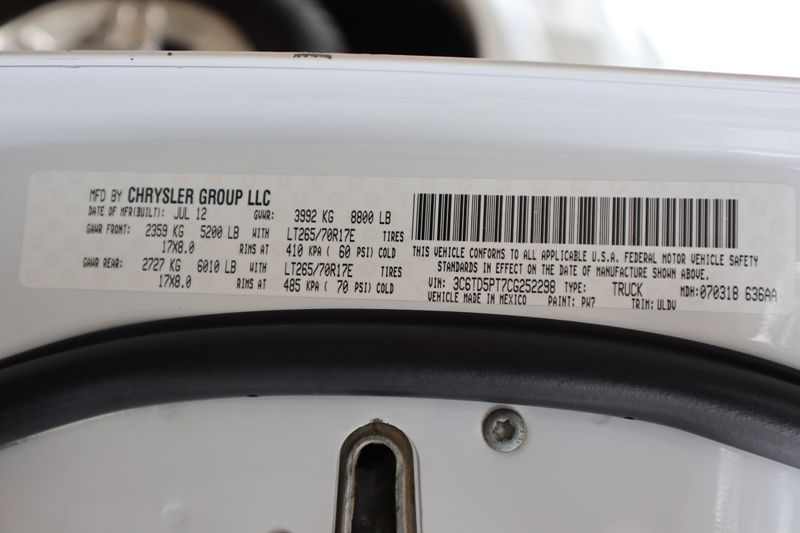 MFD BY CHRYSLER GROUP LLC
DATE OF MFR(BUILT): JUL 12 GVWR: 3992 KG 8800 LB
GAWR FRONT: 2359 KG 5200 LB WITH LT265/70R17E TIRES
17X8.0 RIMS AT 410 KPA ( 60 PSI) COLD
GAWR REAR: 2727 KG 6010 LB WITH LT265/70R17E TIRES
17X8.0 RIMS AT 485 KPA ( 70 PSI) COLD
THIS VEHICLE CONFORMS TO ALL APPLICABLE U.S.A. FEDERAL MOTOR VEHICLE SAFETY
STANDARDS IN EFFECT ON THE DATE OF MANUFACTURE SHOWN ABOVE.
VIN: 3C6TD5PT7CG252298 TYPE: TRUCK MDH: 070318 636AA
VEHICLE MADE IN MEXICO PAINT: PW7 TRIM: ULDV